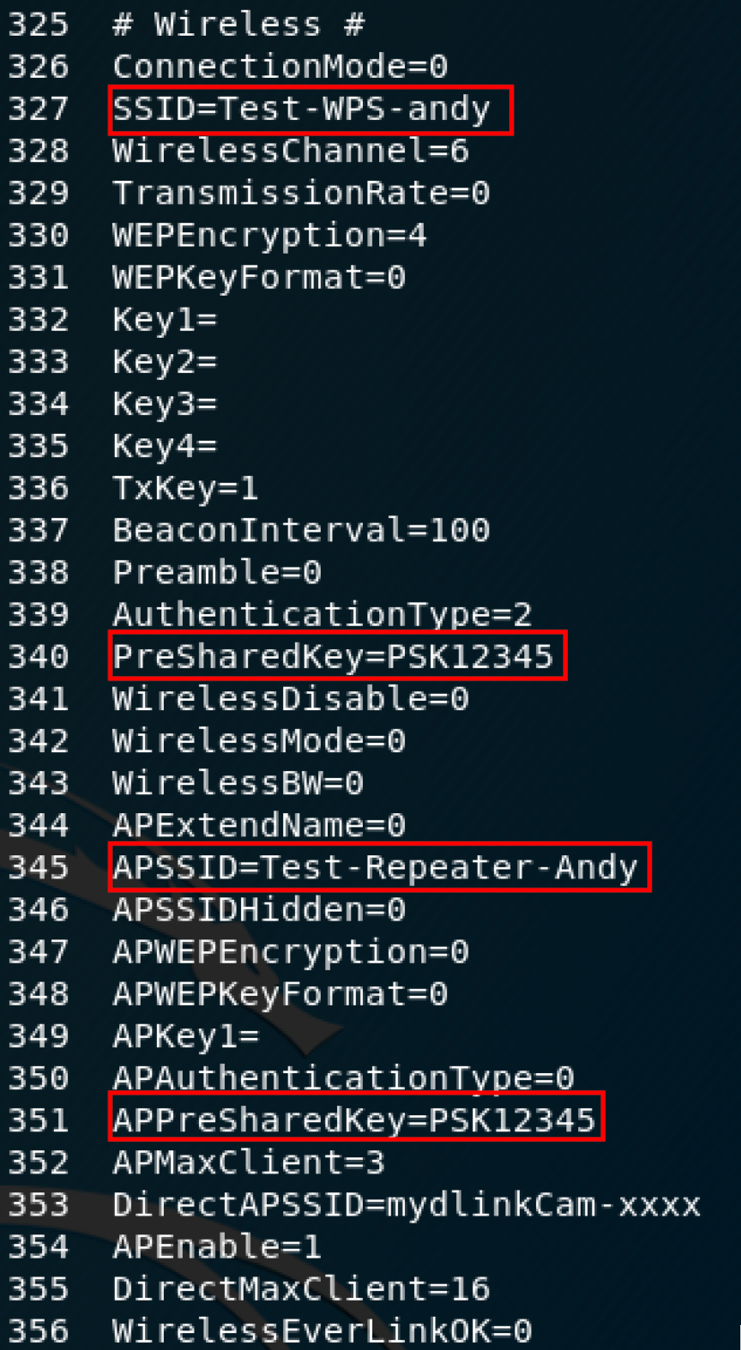 325 # Wireless #
326 ConnectionMode=0
327 SSID=Test-WPS-andy
328 WirelessChannel=6
329 TransmissionRate=0
330 WEPEncryption=4
331 WEPKeyFormat=0
332 Key1=
333 Key2=
334 Key3=
335 Key4=
336 TxKey=1
337 BeaconInterval=100
338 Preamble=0
339 AuthenticationType=2
340 PreSharedKey=PSK12345
341 WirelessDisable=0
342 WirelessMode=0
343 WirelessBW=0
344 APExtendName=0
345 APSSID=Test-Repeater-Andy
346 APSSIDHidden=0
347 APWEPEncryption=0
348 APWEPKeyFormat=0
349 APKey1=
350 APAuthenticationType=0
351 APPreSharedKey=PSK12345
352 APMaxClient=3
353 DirectAPSSID=mydlinkCam-xxxx
354 APEnable=1
355 DirectMaxClient=16
356 WirelessEverLinkOK=0